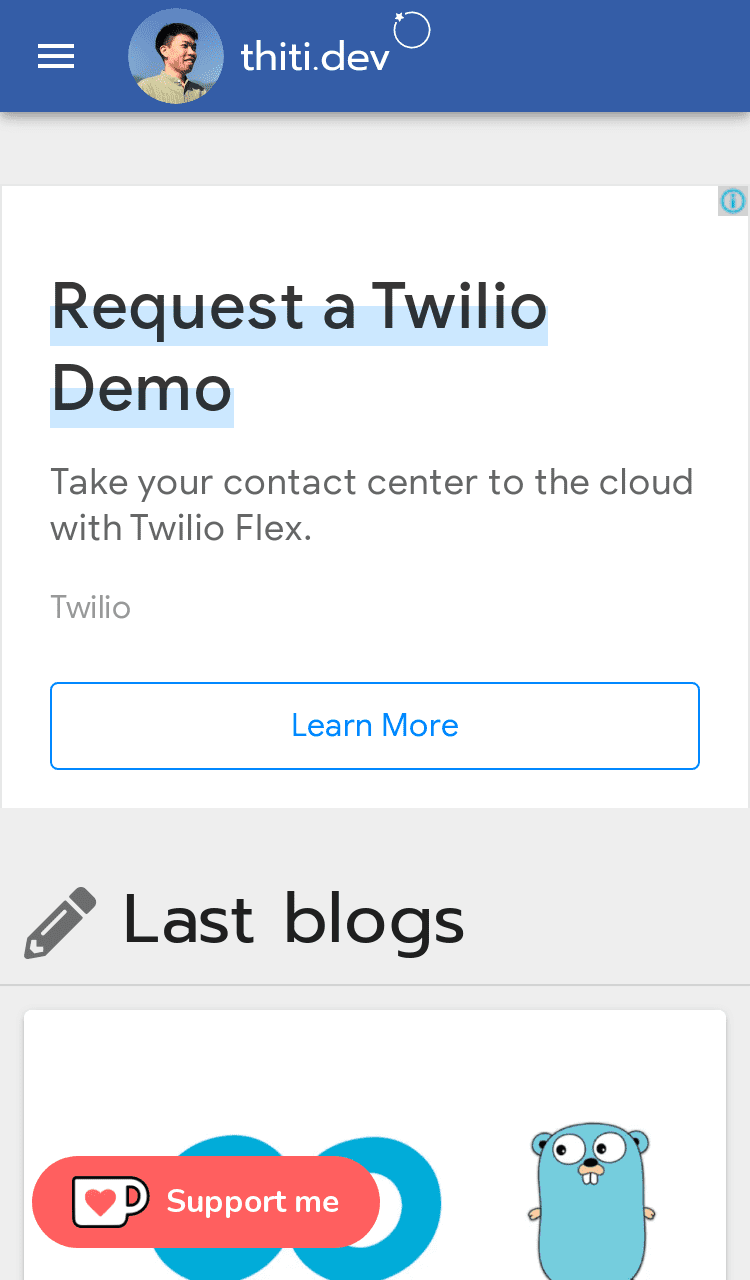 thiti.dev
Request a Twilio
Demo
Take your contact center to the cloud
with Twilio Flex.
Twilio
Learn More
Last blogs
Support me